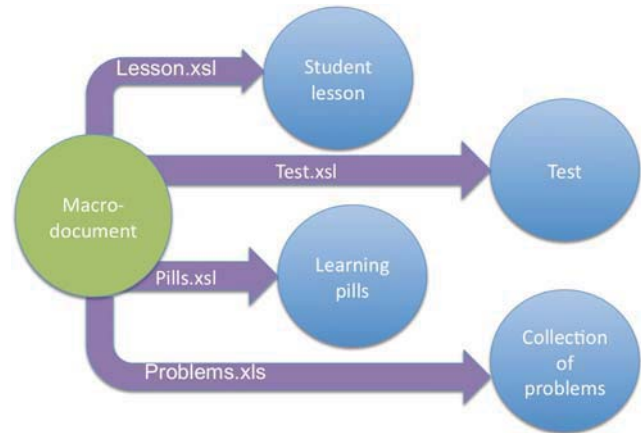 Lesson.xsl
Student
lesson
Test.xsl
Test
Macro-
document
Pills.xsl
Learning
pills
Problems.xls
Collection
of
problems